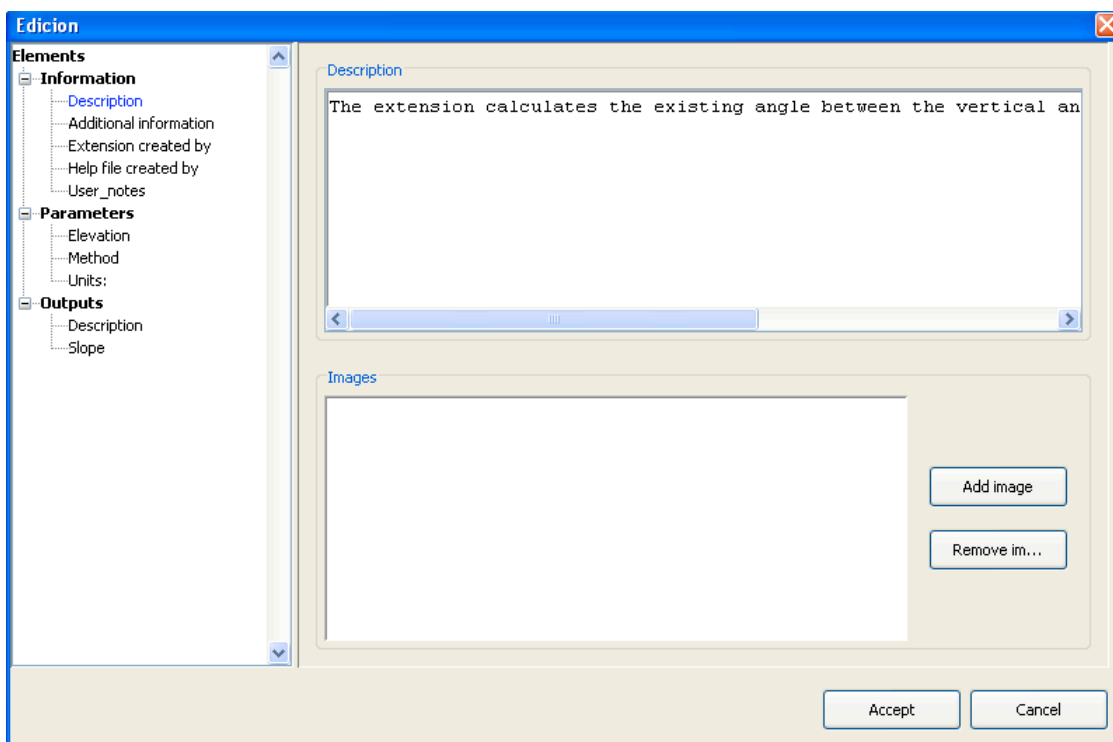 Edicion
Elements
Information
Description
Additional information
Extension created by
Help file created by
User_notes
Parameters
Elevation
Method
Units:
Outputs
Description
Slope
Description
The extension calculates the existing angle between the vertical an
Images
Add image
Remove im...
Accept
Cancel